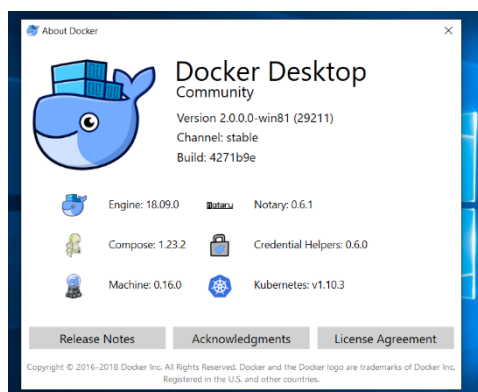 About Docker
Docker Desktop
Community
Version 2.0.0.0-win81 (29211)
Channel: stable
Build: 4271b9e
Engine: 18.09.0
Notary
Notary: 0.6.1
Compose: 1.23.2
Credential Helpers: 0.6.0
Machine: 0.16.0
Kubernetes: v1.10.3
Release Notes
Acknowledgments
License Agreement
Copyright © 2016-2018 Docker Inc. All Rights Reserved. Docker and the Docker logo are trademarks of Docker Inc.
Registered in the U.S. and other countries.